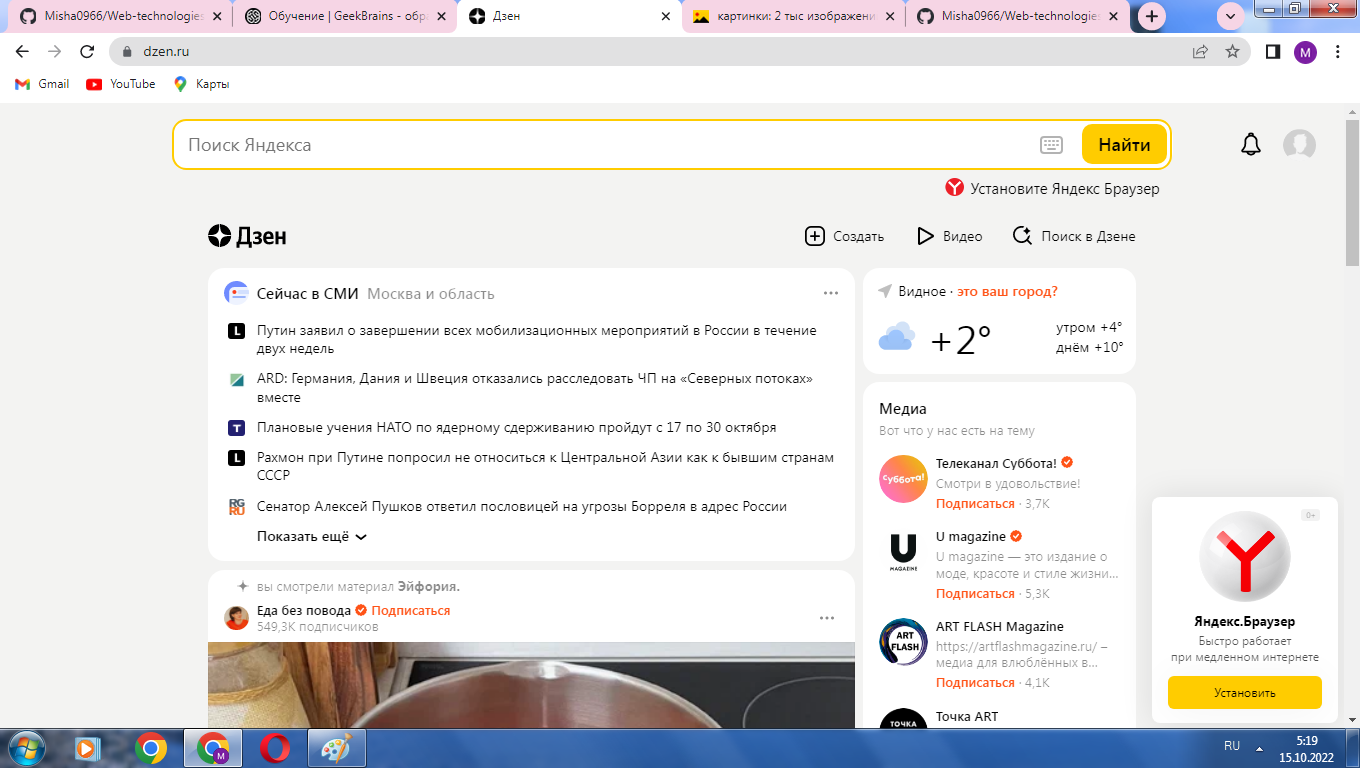 Misha0966/Web-technologies
Обучение | GeekBrains - обра
Дзен
картинки: 2 тыс изображени
Misha0966/Web-technologies
dzen.ru
M
Gmail
YouTube
Карты
Поиск Яндекса
Найти
Установите Яндекс Браузер
Дзен
Создать
Видео
Поиск в Дзене
Сейчас в СМИ Москва и область
Путин заявил о завершении всех мобилизационных мероприятий в России в течение
двух недель
ARD: Германия, Дания и Швеция отказались расследовать ЧП на «Северных потоках»
вместе
Плановые учения НАТО по ядерному сдерживанию пройдут с 17 по 30 октября
Рахмон при Путине попросил не относиться к Центральной Азии как к бывшим странам
СССР
Сенатор Алексей Пушков ответил пословицей на угрозы Борреля в адрес России
Показать ещё
вы смотрели материал Эйфория.
Еда без повода Подписаться
549,3K подписчиков
Видное · это ваш город?
+2°
утром +4°
днём +10°
Медиа
Вот что у нас есть на тему
суббота!
Телеканал Суббота!
Смотри в удовольствие!
Подписаться · 3,7K
U
MAGAZINE
U magazine
U magazine — это издание о
моде, красоте и стиле жизни...
Подписаться · 5,3K
ART
FLASH
ART FLASH Magazine
https://artflashmagazine.ru/ –
медиа для влюблённых в...
Подписаться · 4,1K
ТОЧКА
Точка ART
0+
Яндекс.Браузер
Быстро работает
при медленном интернете
Установить
RU
5:19
15.10.2022